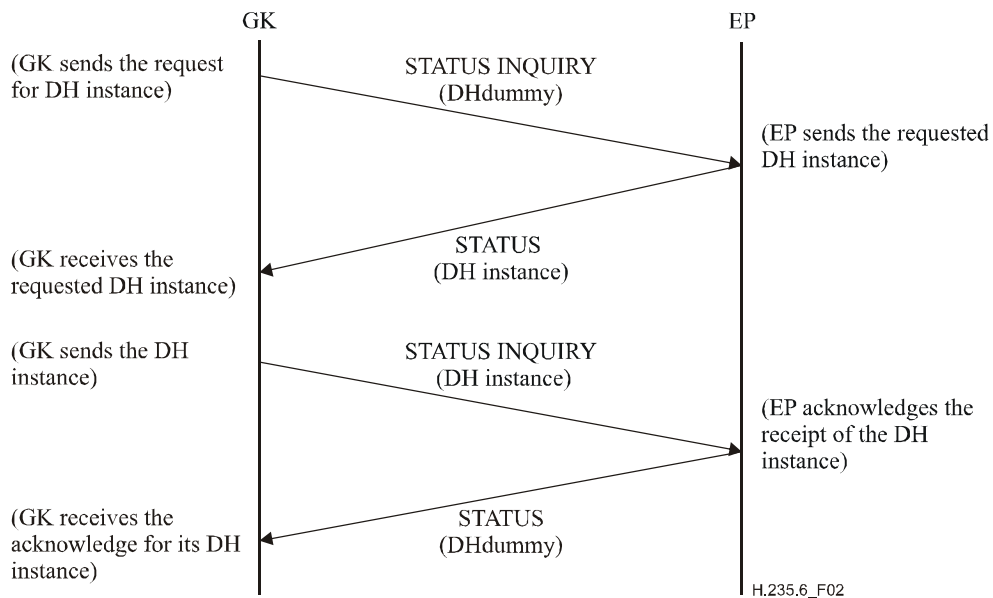 GK
EP
(GK sends the request
for DH instance)
STATUS INQUIRY
(DHdummy)
(EP sends the requested
DH instance)
STATUS
(DH instance)
(GK receives the
requested DH instance)
(GK sends the DH
instance)
STATUS INQUIRY
(DH instance)
(EP acknowledges the
receipt of the DH
instance)
STATUS
(DHdummy)
(GK receives the
acknowledge for its DH
instance)
H.235.6_F02